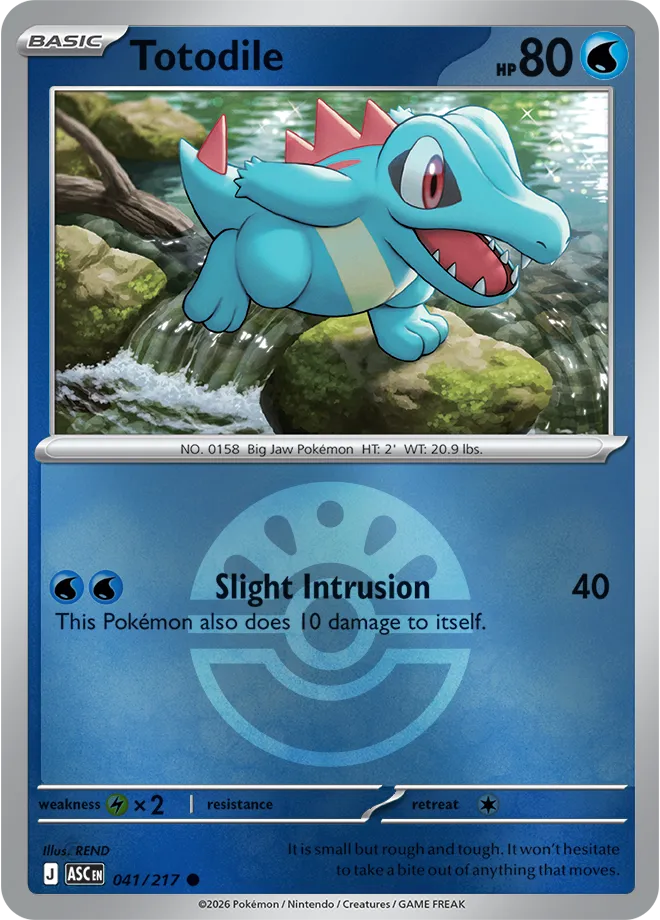 BASIC Totodile HP 80
NO. 0158 Big Jaw Pokémon HT: 2' WT: 20.9 lbs.
Slight Intrusion 40
This Pokémon also does 10 damage to itself.
weakness ×2 resistance retreat
Illus. REND
It is small but rough and tough. It won't hesitate
to take a bite out of anything that moves.
J ASC EN 041/217
©2026 Pokémon / Nintendo / Creatures / GAME FREAK